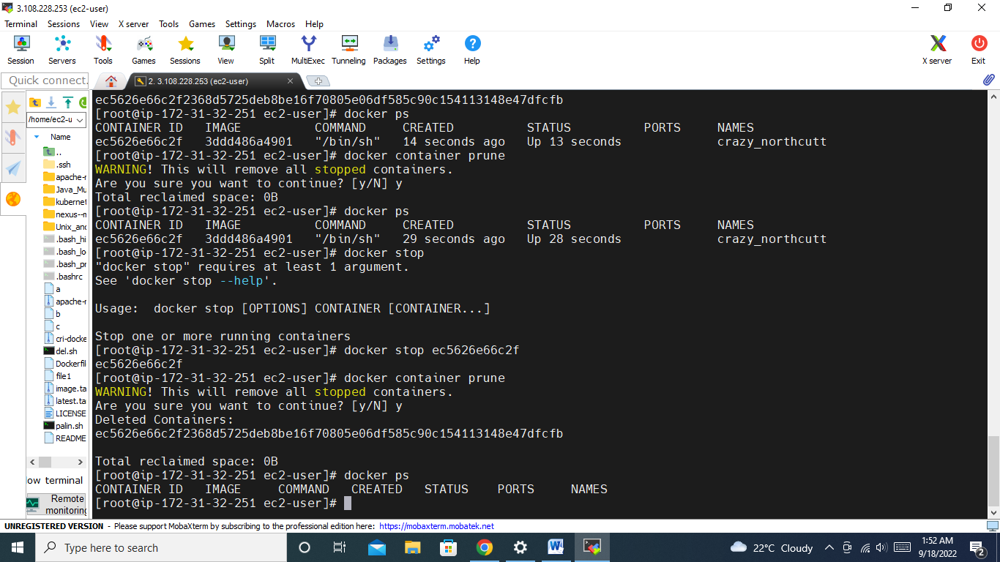 3.108.228.253 (ec2-user)
Terminal Sessions View X server Tools Games Settings Macros Help
Session Servers Tools Games Sessions View Split MultiExec Tunneling Packages Settings Help X server Exit
Quick connect.
2. 3.108.228.253 (ec2-user)
/home/ec2-u
Name
..
.ssh
apache-r
Java_Mu
kubernet
nexus--n
Unix_anc
.bash_hi
.bash_lo
.bash_pr
.bashrc
a
apache-r
b
c
cri-docke
del.sh
Dockerfil
file1
image.ta
latest.ta
LICENSE
palin.sh
README
low terminal
Remote
monitoring
ec5626e66c2f2368d5725deb8be16f70805e06df585c90c154113148e47dfcfb
[root@ip-172-31-32-251 ec2-user]# docker ps
CONTAINER ID IMAGE COMMAND CREATED STATUS PORTS NAMES
ec5626e66c2f 3ddd486a4901 "/bin/sh" 14 seconds ago Up 13 seconds crazy_northcutt
[root@ip-172-31-32-251 ec2-user]# docker container prune
WARNING! This will remove all stopped containers.
Are you sure you want to continue? [y/N] y
Total reclaimed space: 0B
[root@ip-172-31-32-251 ec2-user]# docker ps
CONTAINER ID IMAGE COMMAND CREATED STATUS PORTS NAMES
ec5626e66c2f 3ddd486a4901 "/bin/sh" 29 seconds ago Up 28 seconds crazy_northcutt
[root@ip-172-31-32-251 ec2-user]# docker stop
"docker stop" requires at least 1 argument.
See 'docker stop --help'.
Usage: docker stop [OPTIONS] CONTAINER [CONTAINER...]
Stop one or more running containers
[root@ip-172-31-32-251 ec2-user]# docker stop ec5626e66c2f
ec5626e66c2f
[root@ip-172-31-32-251 ec2-user]# docker container prune
WARNING! This will remove all stopped containers.
Are you sure you want to continue? [y/N] y
Deleted Containers:
ec5626e66c2f2368d5725deb8be16f70805e06df585c90c154113148e47dfcfb
Total reclaimed space: 0B
[root@ip-172-31-32-251 ec2-user]# docker ps
CONTAINER ID IMAGE COMMAND CREATED STATUS PORTS NAMES
[root@ip-172-31-32-251 ec2-user]#
UNREGISTERED VERSION - Please support MobaXterm by subscribing to the professional edition here: https://mobaxterm.mobatek.net
Type here to search
22°C Cloudy
1:52 AM
9/18/2022
2